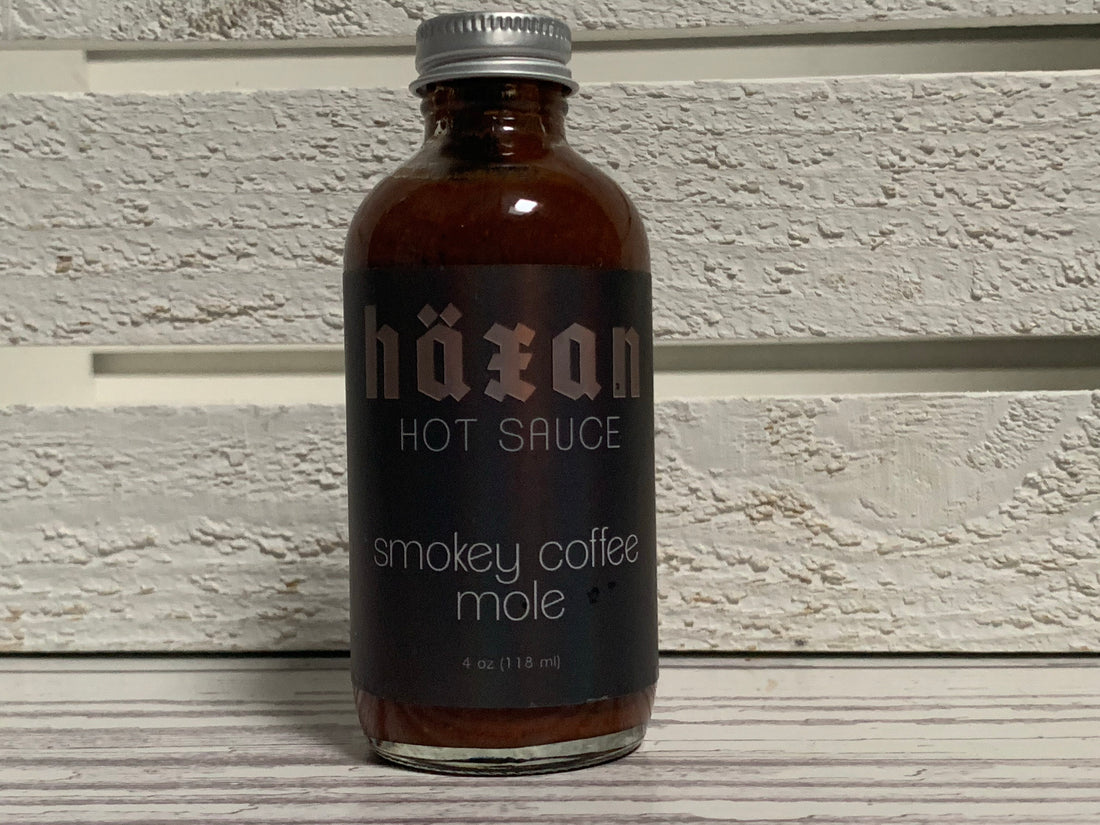 häxan
HOT SAUCE
smokey coffee
mole
4 oz (118 ml)